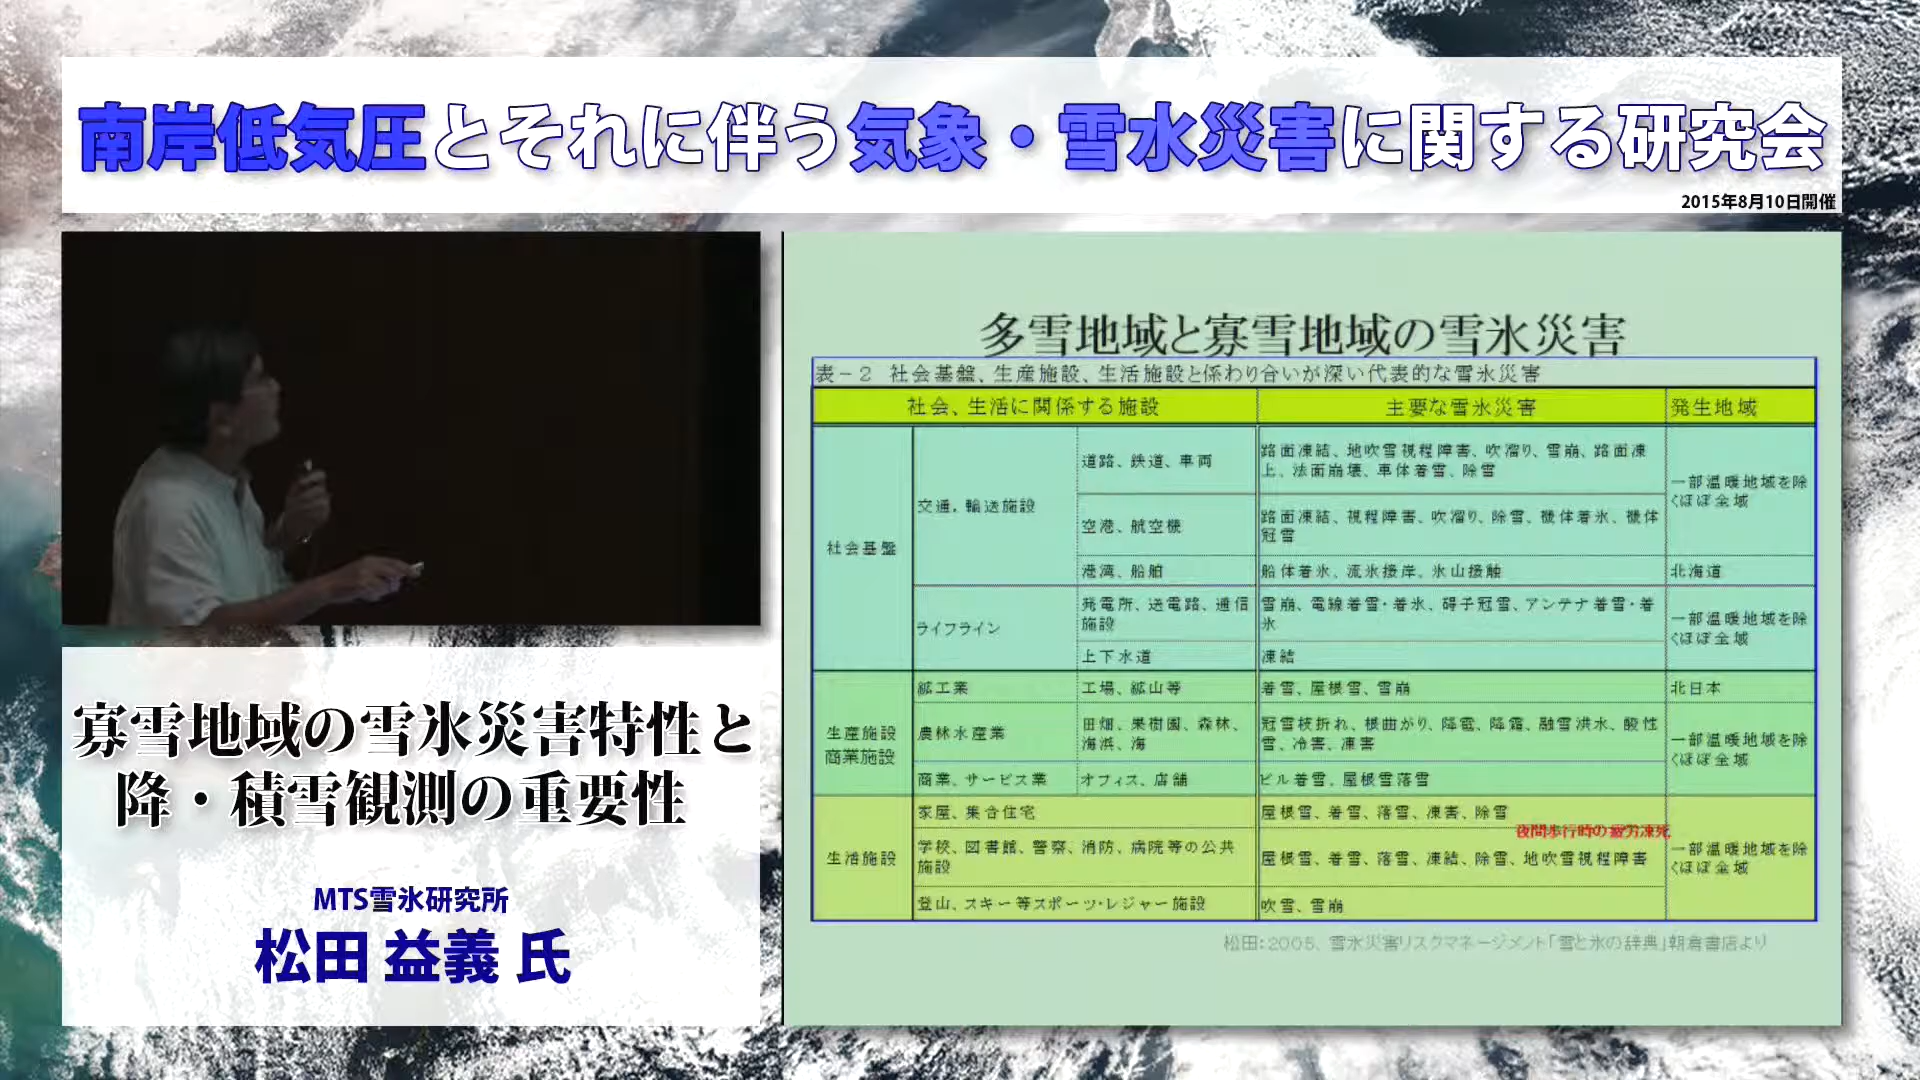 南岸低気圧とそれに伴う気象・雪氷災害に関する研究会
2015年8月10日開催
寡雪地域の雪氷災害特性と
降・積雪観測の重要性
MTS雪氷研究所
松田 益義 氏
多雪地域と寡雪地域の雪氷災害
表－２ 社会基盤、生産施設、生活施設と係わり合いが深い代表的な雪氷災害
社会、生活に関係する施設 主要な雪氷災害 発生地域
社会基盤
交通，輸送施設
道路、鉄道、車両
路面凍結、地吹雪視程障害、吹溜り、雪崩、路面凍
上、法面崩壊、車体着雪、除雪
一部温暖地域を除
くほぼ全域
空港、航空機
路面凍結、視程障害、吹溜り、除雪、機体着氷、機体
冠雪
港湾、船舶
船体着氷、流氷接岸、氷山接触
北海道
ライフライン
発電所、送電路、通信
施設
雪崩、電線着雪・着氷、碍子冠雪、アンテナ着雪・着
氷
一部温暖地域を除
くほぼ全域
上下水道
凍結
生産施設
商業施設
鉱工業
工場、鉱山等
着雪、屋根雪、雪崩
北日本
農林水産業
田畑、果樹園、森林、
海浜、海
冠雪枝折れ、根曲がり、降雹、降霜、融雪洪水、酸性
雪、冷害、凍害
一部温暖地域を除
くほぼ全域
商業、サービス業
オフィス、店舗
ビル着雪、屋根雪落雪
生活施設
家屋、集合住宅
屋根雪、着雪、落雪、凍害、除雪
夜間歩行時の疲労凍死
学校、図書館、警察、消防、病院等の公共
施設
屋根雪、着雪、落雪、凍結、除雪、地吹雪視程障害
一部温暖地域を除
くほぼ全域
登山、スキー等スポーツ・レジャー施設
吹雪、雪崩
松田：2005、雪氷災害リスクマネージメント「雪と氷の辞典」朝倉書店より